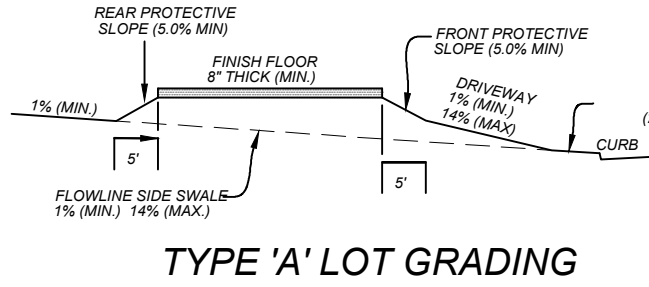 REAR PROTECTIVE
SLOPE (5.0% MIN)
FINISH FLOOR
8" THICK (MIN.)
FRONT PROTECTIVE
SLOPE (5.0% MIN)
DRIVEWAY
1% (MIN.)
14% (MAX)
1% (MIN.)
CURB
5'
5'
FLOWLINE SIDE SWALE
1% (MIN.) 14% (MAX.)
TYPE 'A' LOT GRADING